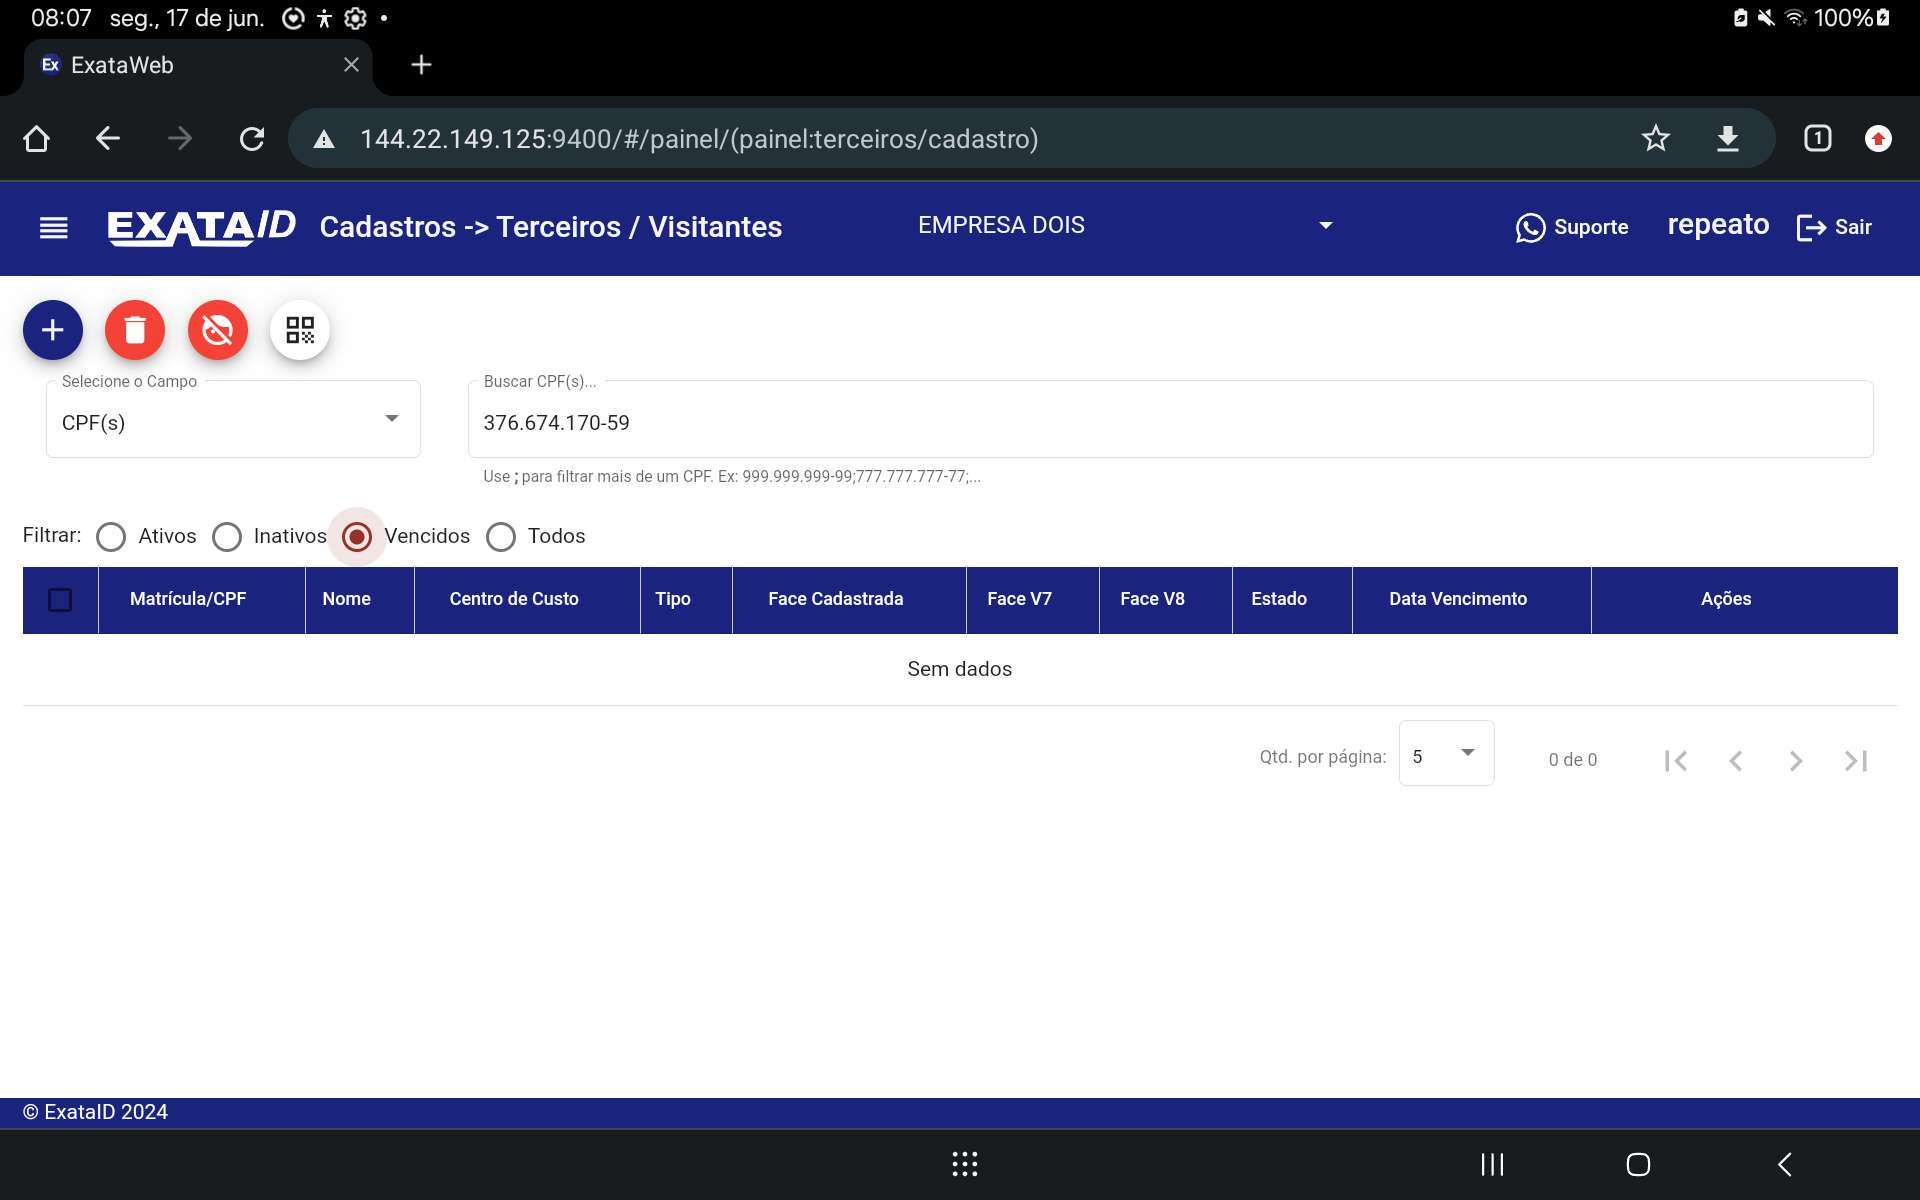 08:07 seg., 17 de jun. 100%
Ex ExataWeb
144.22.149.125:9400/#/painel/(painel:terceiros/cadastro) 1
EXATAID Cadastros -> Terceiros / Visitantes EMPRESA DOIS Suporte repeato Sair
Selecione o Campo Buscar CPF(s)...
CPF(s) 376.674.170-59
Use ; para filtrar mais de um CPF. Ex: 999.999.999-99;777.777.777-77;...
Filtrar: Ativos Inativos Vencidos Todos
Matrícula/CPF Nome Centro de Custo Tipo Face Cadastrada Face V7 Face V8 Estado Data Vencimento Ações
Sem dados
Qtd. por página: 5 0 de 0
© ExataID 2024